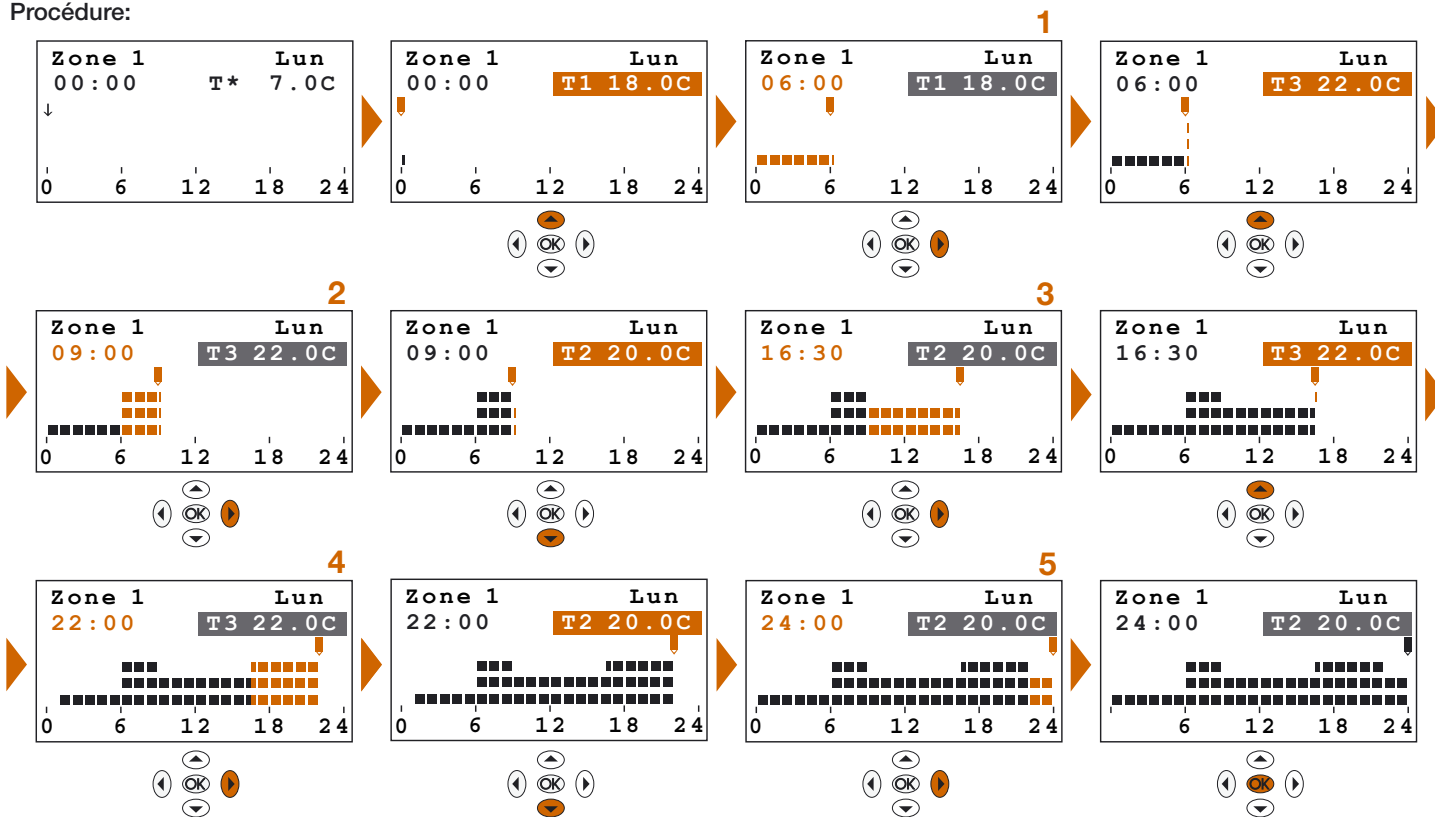 Procédure:
1
Zone 1 Lun
00:00 T* 7.0C
↓
0 6 12 18 24
Zone 1 Lun
00:00 T1 18.0C
0 6 12 18 24
OK
Zone 1 Lun
06:00 T1 18.0C
0 6 12 18 24
OK
Zone 1 Lun
06:00 T3 22.0C
0 6 12 18 24
OK
2
Zone 1 Lun
09:00 T3 22.0C
0 6 12 18 24
OK
Zone 1 Lun
09:00 T2 20.0C
0 6 12 18 24
OK
3
Zone 1 Lun
16:30 T2 20.0C
0 6 12 18 24
OK
Zone 1 Lun
16:30 T3 22.0C
0 6 12 18 24
OK
4
Zone 1 Lun
22:00 T3 22.0C
0 6 12 18 24
OK
Zone 1 Lun
22:00 T2 20.0C
0 6 12 18 24
OK
5
Zone 1 Lun
24:00 T2 20.0C
0 6 12 18 24
OK
Zone 1 Lun
24:00 T2 20.0C
0 6 12 18 24
OK